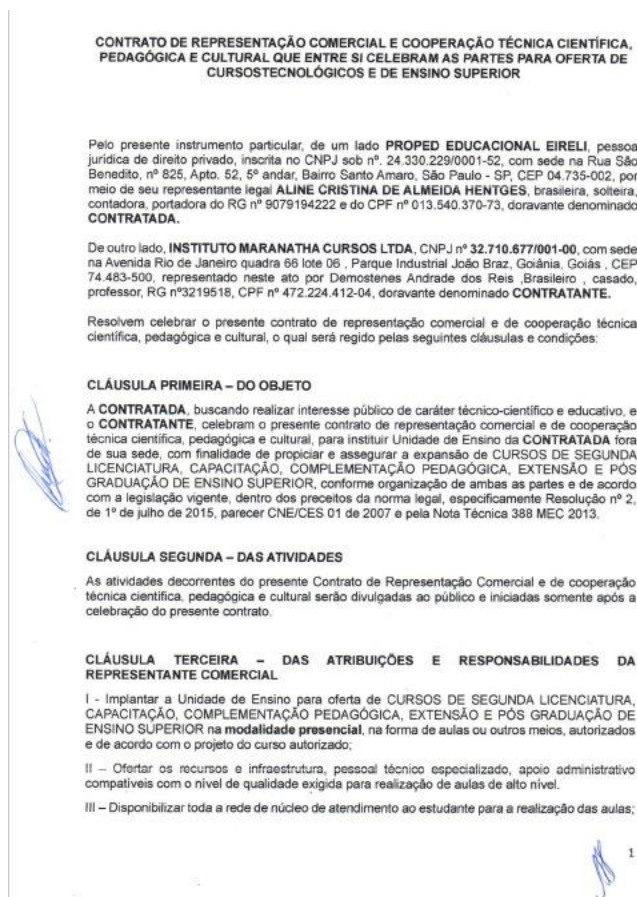 CONTRATO DE REPRESENTAÇÃO COMERCIAL E COOPERAÇÃO TÉCNICA CIENTÍFICA,
PEDAGÓGICA E CULTURAL QUE ENTRE SI CELEBRAM AS PARTES PARA OFERTA DE
CURSOSTECNOLÓGICOS E DE ENSINO SUPERIOR
Pelo presente instrumento particular, de um lado PROPED EDUCACIONAL EIRELI, pessoa
jurídica de direito privado, inscrita no CNPJ sob nº. 24.330.229/0001-52, com sede na Rua São
Benedito, nº 825, Apto. 52, 5º andar, Bairro Santo Amaro, São Paulo - SP, CEP 04.735-002, por
meio de seu representante legal ALINE CRISTINA DE ALMEIDA HENTGES, brasileira, solteira,
contadora, portadora do RG nº 9079194222 e do CPF nº 013.540.370-73, doravante denominado
CONTRATADA.
De outro lado, INSTITUTO MARANATHA CURSOS LTDA, CNPJ nº 32.710.677/001-00, com sede
na Avenida Rio de Janeiro quadra 66 lote 06 , Parque Industrial João Braz, Goiânia, Goiás , CEP
74.483-500, representado neste ato por Demostenes Andrade dos Reis ,Brasileiro , casado,
professor, RG nº3219518, CPF nº 472.224.412-04, doravante denominado CONTRATANTE.
Resolvem celebrar o presente contrato de representação comercial e de cooperação técnica
científica, pedagógica e cultural, o qual será regido pelas seguintes cláusulas e condições:
CLÁUSULA PRIMEIRA – DO OBJETO
A CONTRATADA, buscando realizar interesse público de caráter técnico-científico e educativo, e
o CONTRATANTE, celebram o presente contrato de representação comercial e de cooperação
técnica científica, pedagógica e cultural, para instituir Unidade de Ensino da CONTRATADA fora
de sua sede, com finalidade de propiciar e assegurar a expansão de CURSOS DE SEGUNDA
LICENCIATURA, CAPACITAÇÃO, COMPLEMENTAÇÃO PEDAGÓGICA, EXTENSÃO E PÓS
GRADUAÇÃO DE ENSINO SUPERIOR, conforme organização de ambas as partes e de acordo
com a legislação vigente, dentro dos preceitos da norma legal, especificamente Resolução nº 2,
de 1º de julho de 2015, parecer CNE/CES 01 de 2007 e pela Nota Técnica 388 MEC 2013.
CLÁUSULA SEGUNDA – DAS ATIVIDADES
As atividades decorrentes do presente Contrato de Representação Comercial e de cooperação
técnica científica, pedagógica e cultural serão divulgadas ao público e iniciadas somente após a
celebração do presente contrato.
CLÁUSULA TERCEIRA – DAS ATRIBUIÇÕES E RESPONSABILIDADES DA
REPRESENTANTE COMERCIAL
I - Implantar a Unidade de Ensino para oferta de CURSOS DE SEGUNDA LICENCIATURA,
CAPACITAÇÃO, COMPLEMENTAÇÃO PEDAGÓGICA, EXTENSÃO E PÓS GRADUAÇÃO DE
ENSINO SUPERIOR na modalidade presencial, na forma de aulas ou outros meios, autorizados
e de acordo com o projeto do curso autorizado;
II – Ofertar os recursos e infraestrutura, pessoal técnico especializado, apoio administrativo
compatíveis com o nível de qualidade exigida para realização de aulas de alto nível.
III – Disponibilizar toda a rede de núcleo de atendimento ao estudante para a realização das aulas;
1